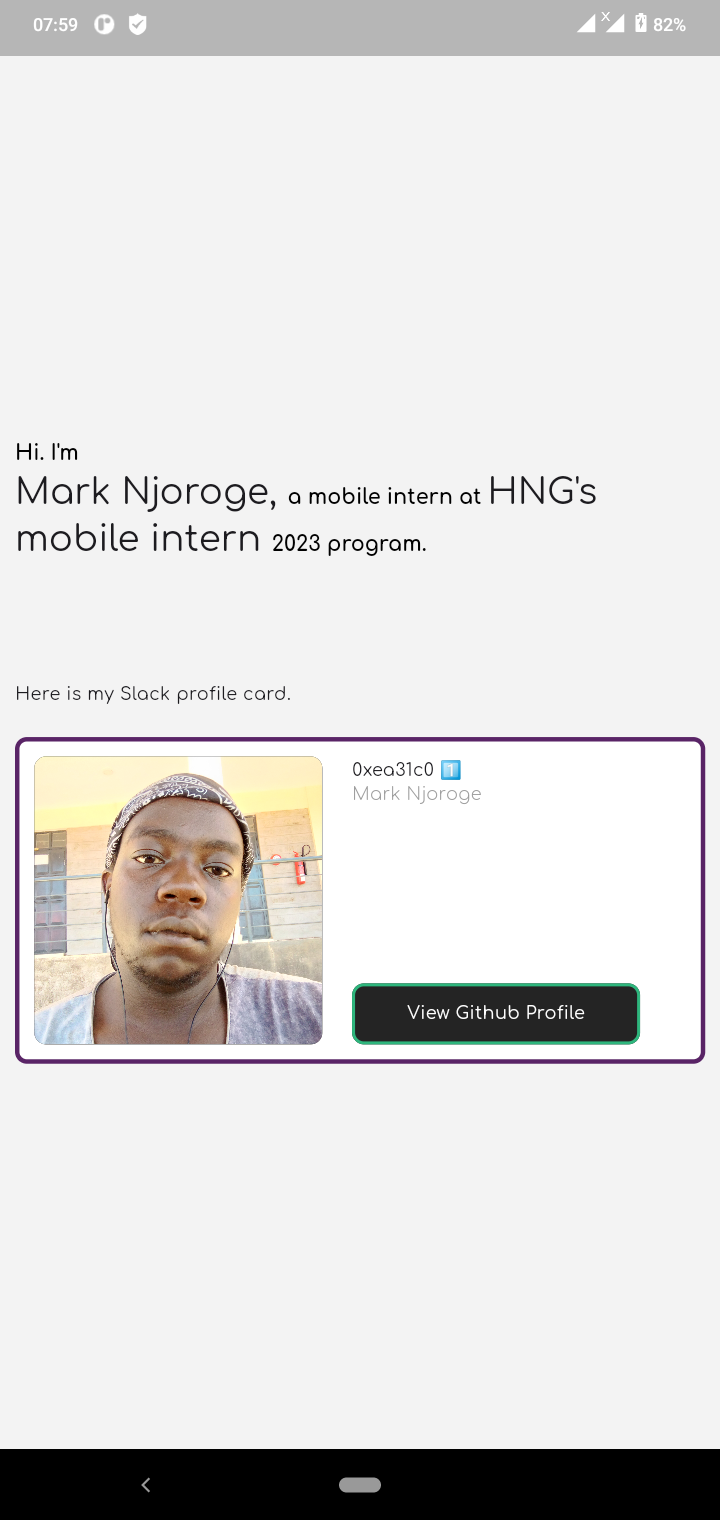 07:59 82%
Hi. I'm
Mark Njoroge, a mobile intern at HNG's
mobile intern 2023 program.
Here is my Slack profile card.
0xea31c0 1️⃣
Mark Njoroge
View Github Profile